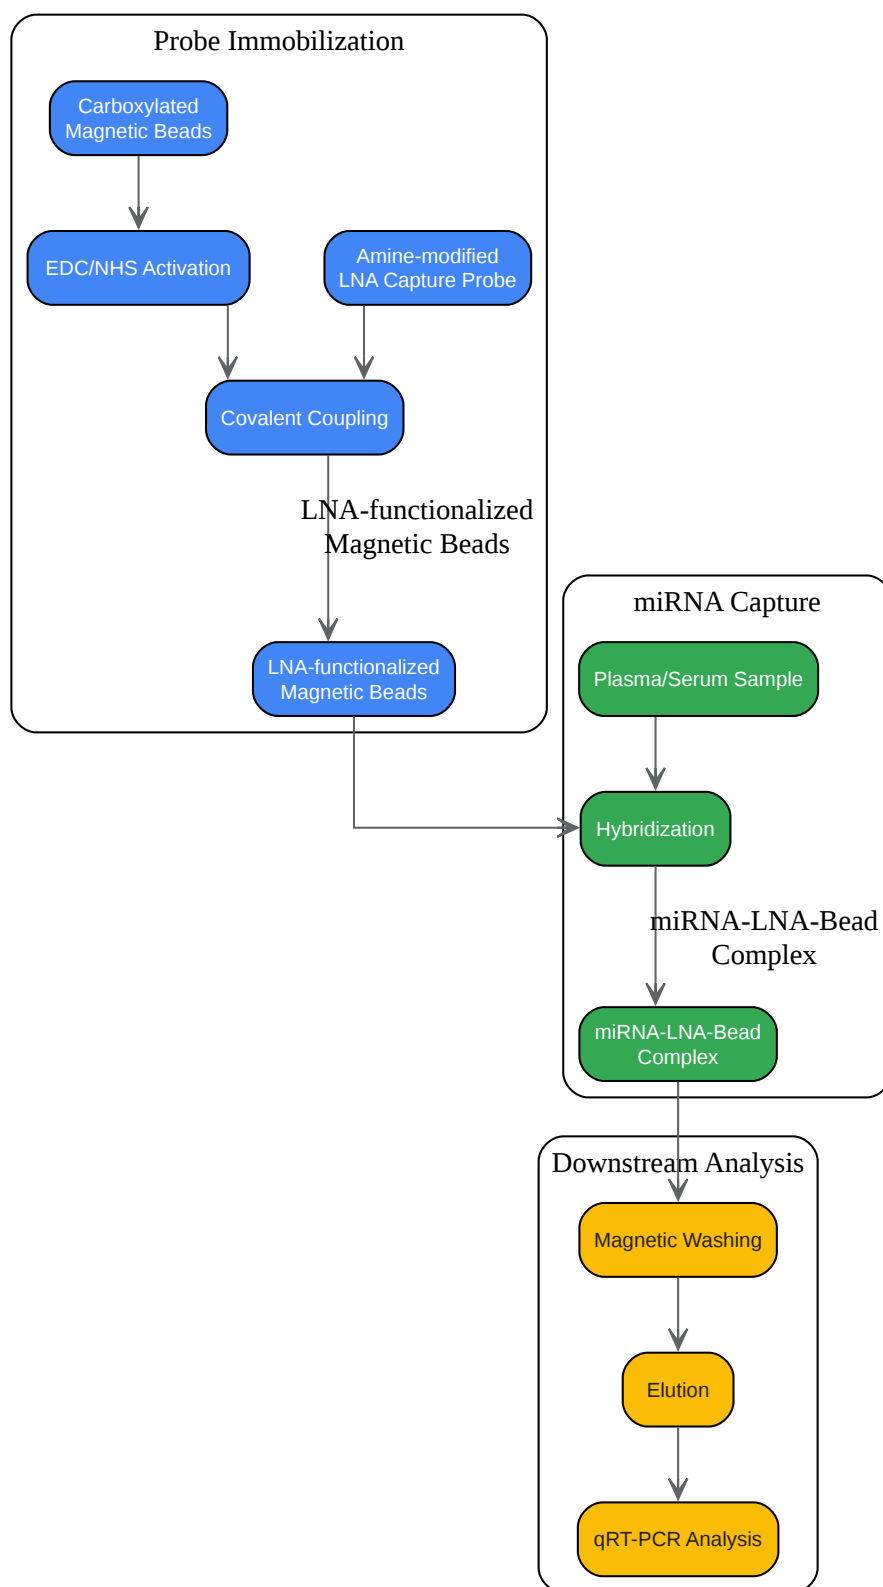 Probe Immobilization
Carboxylated
Magnetic Beads
EDC/NHS Activation
Amine-modified
LNA Capture Probe
Covalent Coupling
LNA-functionalized
Magnetic Beads
LNA-functionalized
Magnetic Beads
miRNA Capture
Plasma/Serum Sample
Hybridization
miRNA-LNA-Bead
Complex
miRNA-LNA-Bead
Complex
Downstream Analysis
Magnetic Washing
Elution
qRT-PCR Analysis